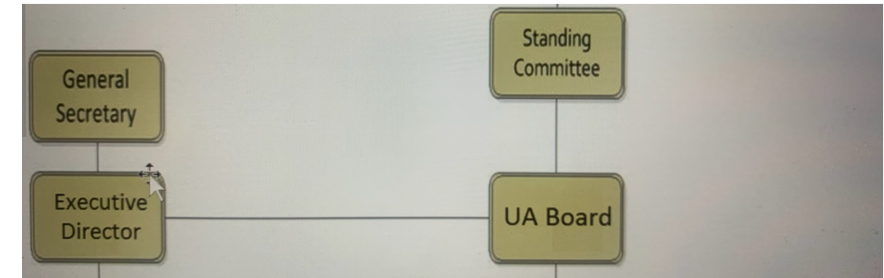 General
Secretary
Standing
Committee
Executive
Director
UA Board